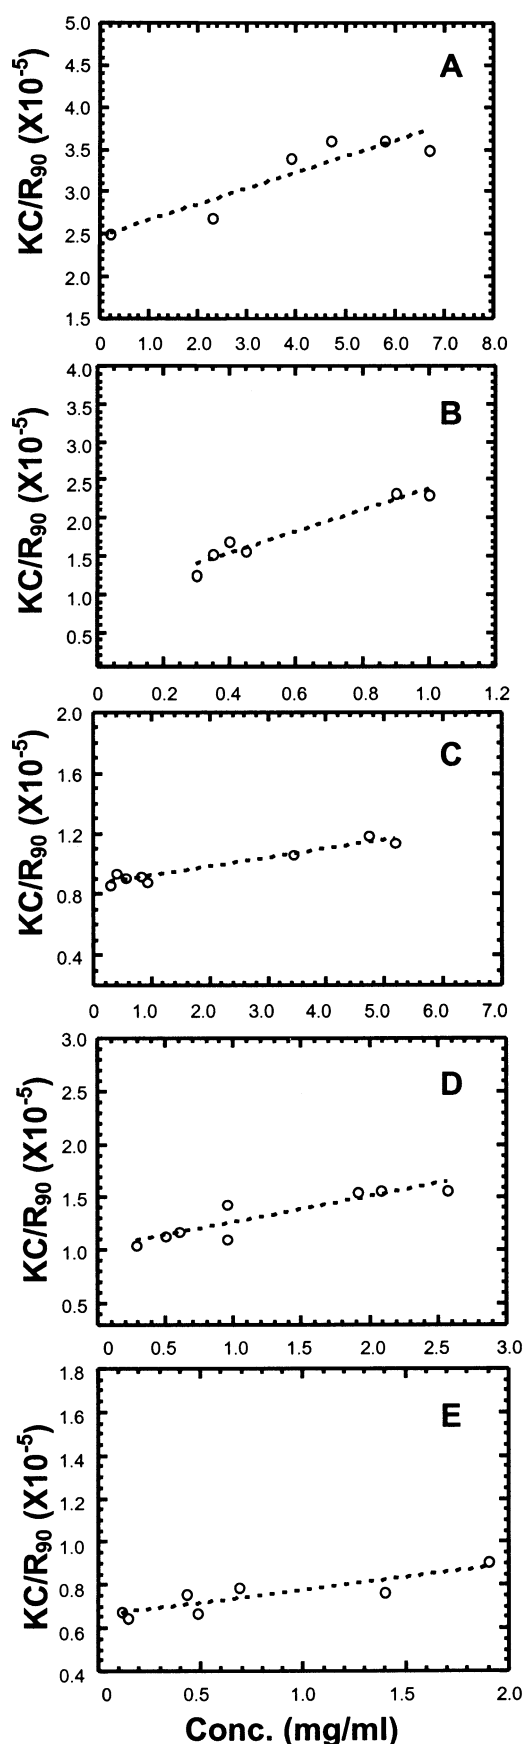 A
KC/R90 (X10-5)
5.0
4.5
4.0
3.5
3.0
2.5
2.0
1.5
0 1.0 2.0 3.0 4.0 5.0 6.0 7.0 8.0
B
KC/R90 (X10-5)
4.0
3.5
3.0
2.5
2.0
1.5
1.0
0.5
0 0.2 0.4 0.6 0.8 1.0 1.2
C
KC/R90 (X10-5)
2.0
1.6
1.2
0.8
0.4
0 1.0 2.0 3.0 4.0 5.0 6.0 7.0
D
KC/R90 (X10-5)
3.0
2.5
2.0
1.5
1.0
0.5
0 0.5 1.0 1.5 2.0 2.5 3.0
E
KC/R90 (X10-5)
1.8
1.6
1.4
1.2
1.0
0.8
0.6
0.4
0 0.5 1.0 1.5 2.0
Conc. (mg/ml)